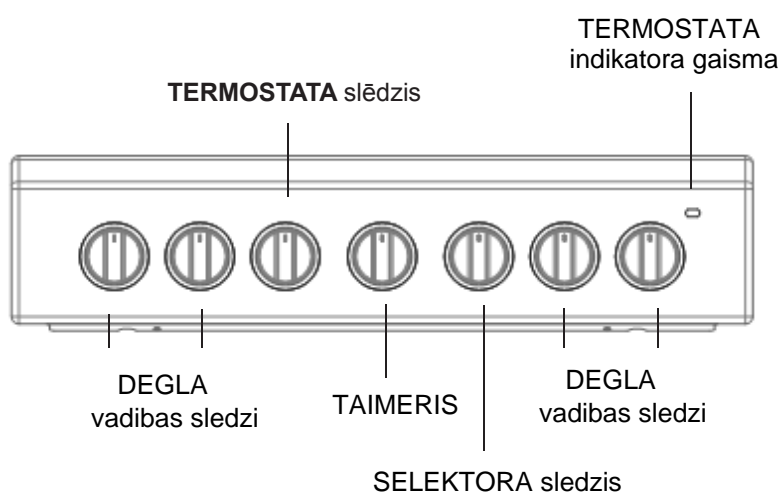 TERMOSTATA
indikatora gaisma
TERMOSTATA slēdzis
DEGLA
vadibas sledzi
TAIMERIS
DEGLA
vadibas sledzi
SELEKTORA sledzis